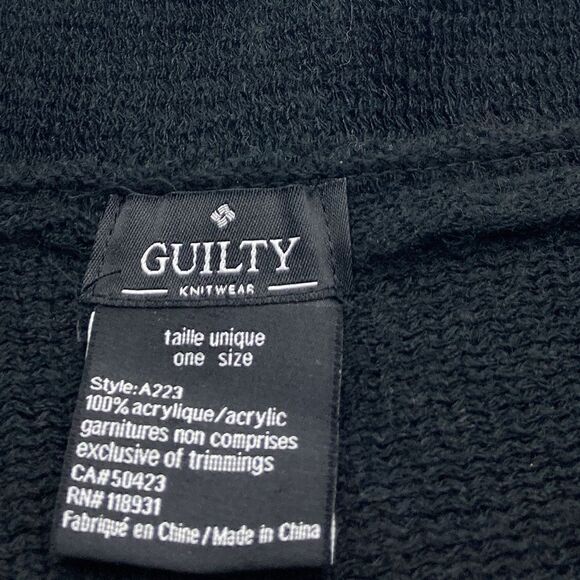 GUILTY
KNITWEAR
taille unique
one size
Style:A223
100% acrylique/acrylic
garnitures non comprises
exclusive of trimmings
CA#50423
RN# 118931
Fabriqué en Chine/Made in China